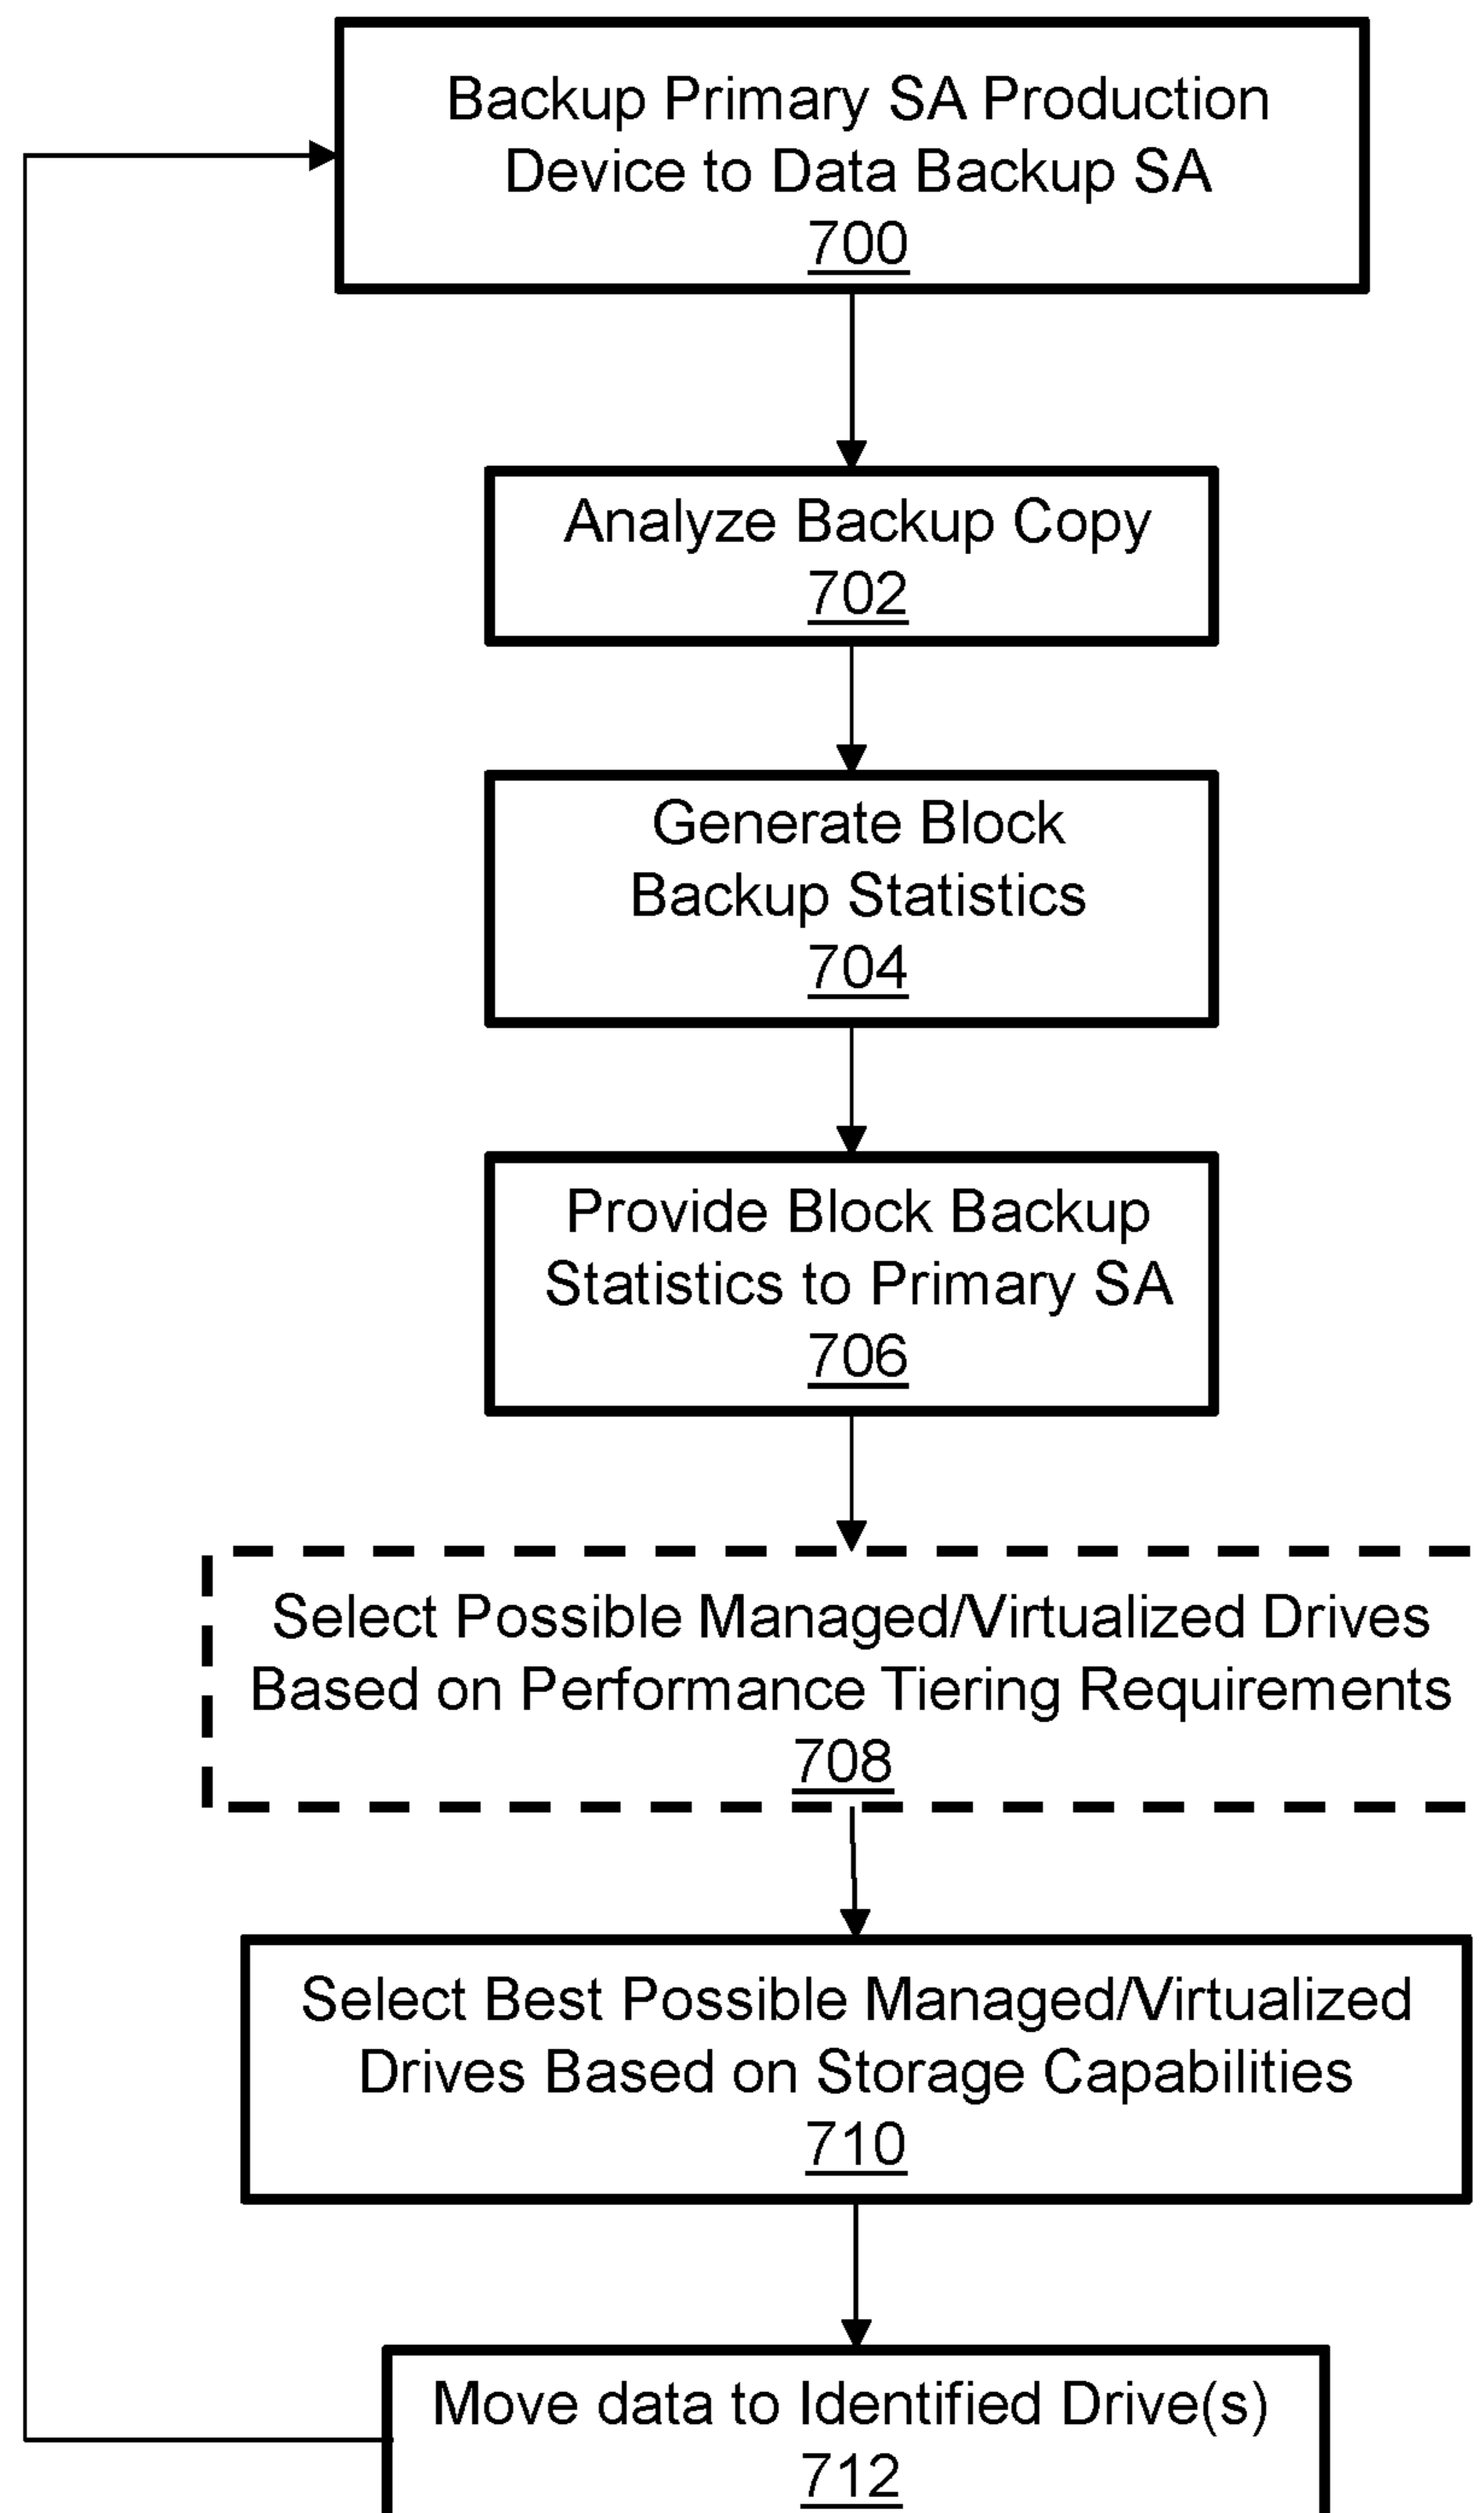 Backup Primary SA Production
Device to Data Backup SA
700
Analyze Backup Copy
702
Generate Block
Backup Statistics
704
Provide Block Backup
Statistics to Primary SA
706
Select Possible Managed/Virtualized Drives
Based on Performance Tiering Requirements
708
Select Best Possible Managed/Virtualized
Drives Based on Storage Capabilities
710
Move data to Identified Drive(s)
712